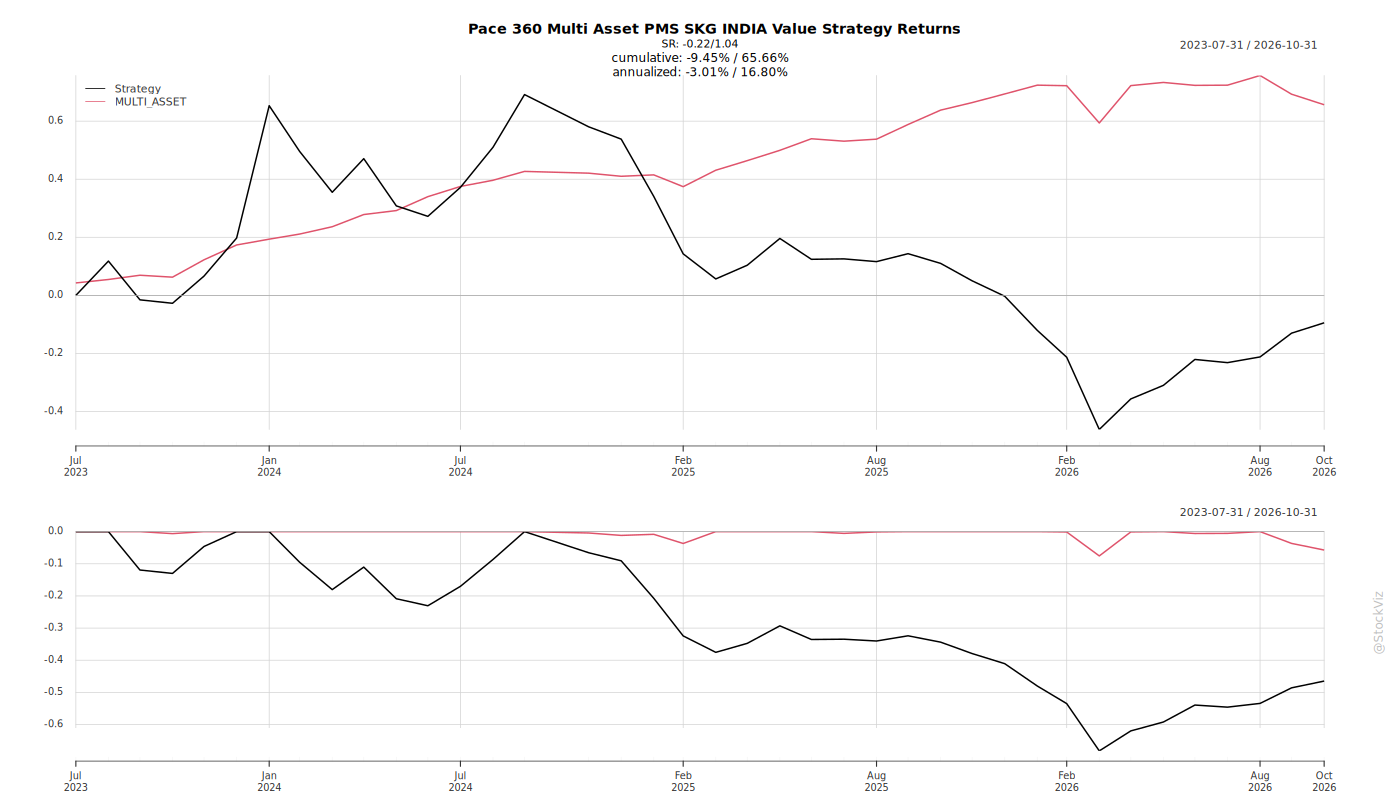 Pace 360 Multi Asset PMS SKG INDIA Value Strategy Returns
SR: -0.22/1.04
cumulative: -9.45% / 65.66%
annualized: -3.01% / 16.80%
2023-07-31 / 2026-10-31
Strategy
MULTI_ASSET
0.6
0.4
0.2
0.0
-0.2
-0.4
Jul 2023
Jan 2024
Jul 2024
Feb 2025
Aug 2025
Feb 2026
Aug 2026
Oct 2026
2023-07-31 / 2026-10-31
0.0
-0.1
-0.2
-0.3
-0.4
-0.5
-0.6
Jul 2023
Jan 2024
Jul 2024
Feb 2025
Aug 2025
Feb 2026
Aug 2026
Oct 2026
@StockViz